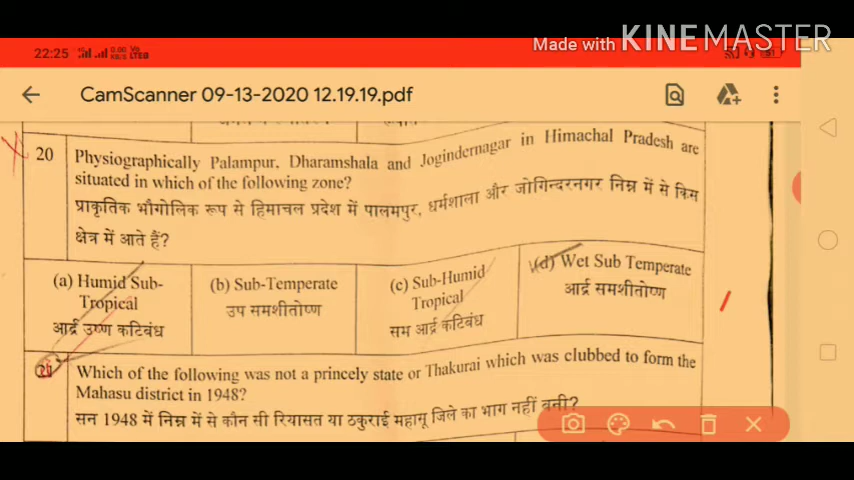 Made with KINEMASTER
22:25
CamScanner 09-13-2020 12.19.19.pdf
20 Physiographically Palampur, Dharamshala and Jogindernagar in Himachal Pradesh are
situated in which of the following zone?
प्राकृतिक भौगोलिक रूप से हिमाचल प्रदेश में पालमपुर, धर्मशाला और जोगिन्दरनगर निम्न में से किस
क्षेत्र में आते हैं?
(a) Humid Sub-
Tropical
आर्द्र उष्ण कटिबंध
(b) Sub-Temperate
उप समशीतोष्ण
(c) Sub-Humid
Tropical
सम आर्द्र कटिबंध
(d) Wet Sub Temperate
आर्द्र समशीतोष्ण
21 Which of the following was not a princely state or Thakurai which was clubbed to form the
Mahasu district in 1948?
सन 1948 में निम्न में से कौन सी रियासत या ठकुराई महासू जिले का भाग नहीं बनी?